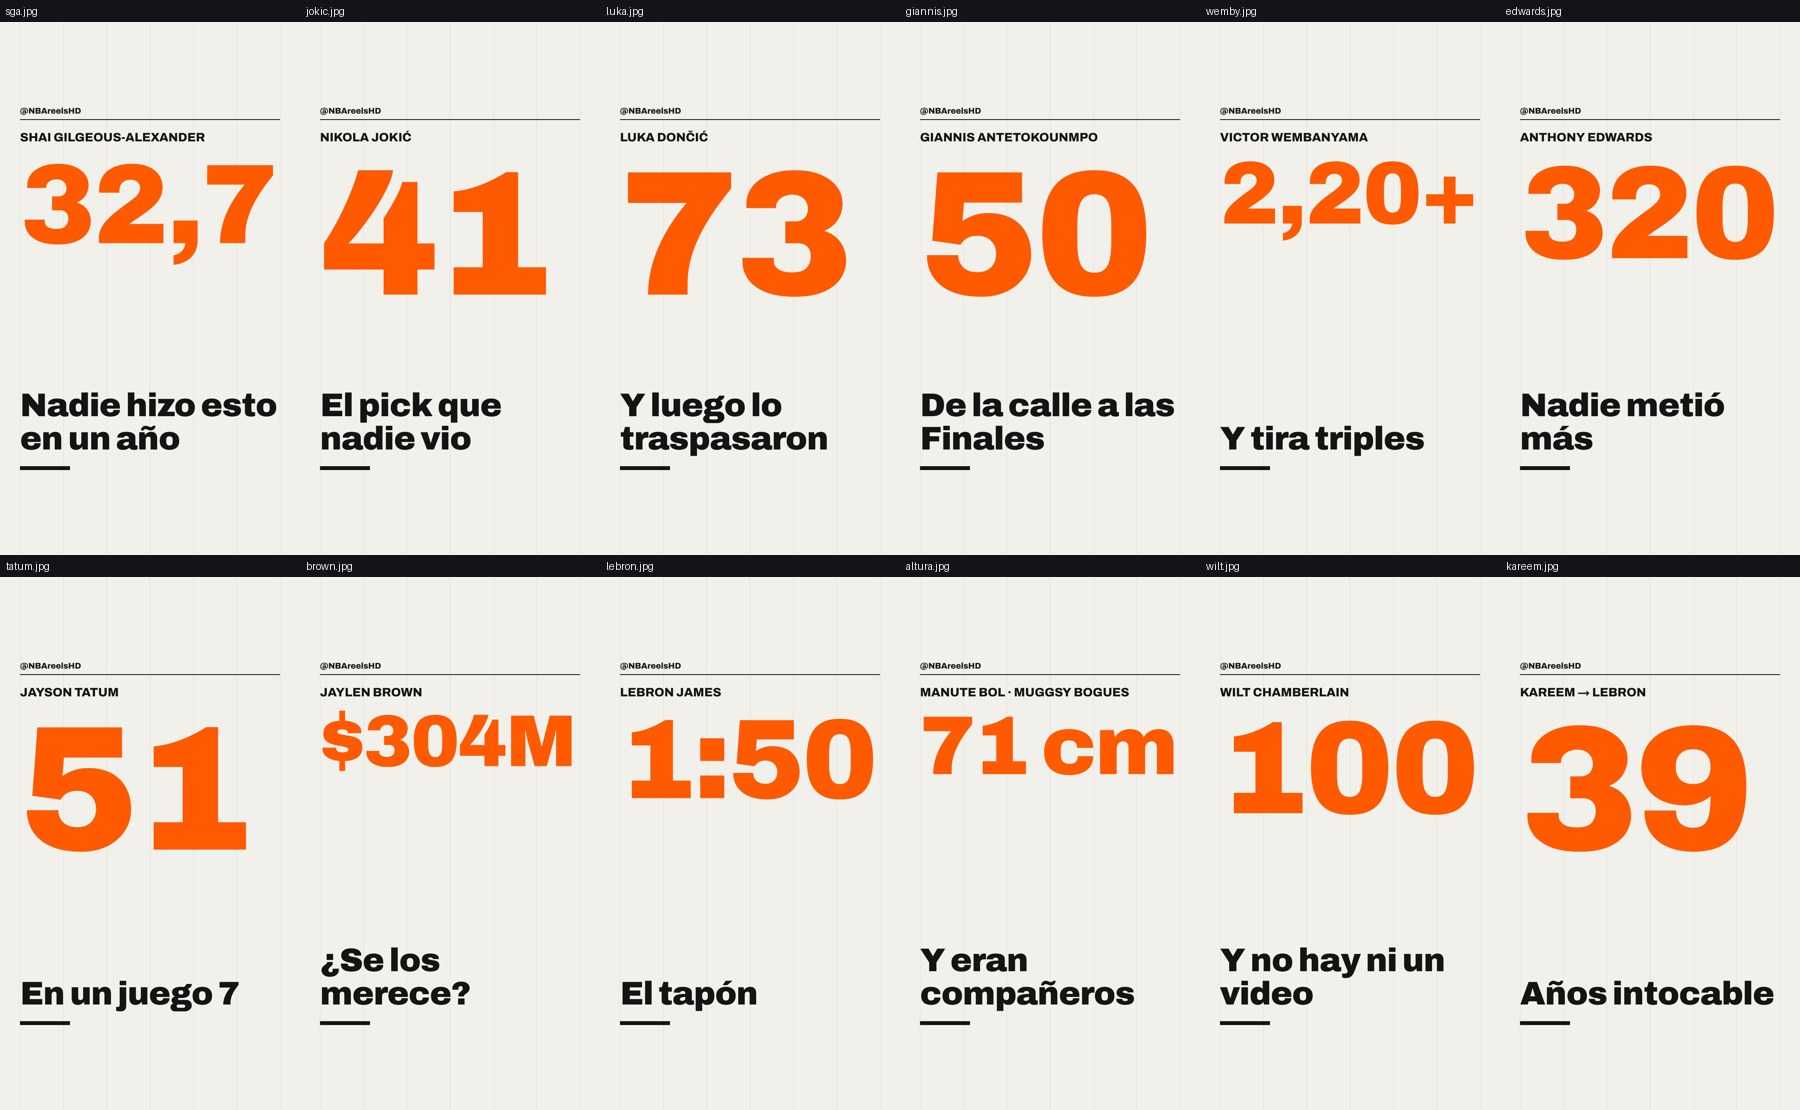 sga.jpg
@NBAreelsHD
SHAI GILGEOUS-ALEXANDER
32,7
Nadie hizo esto
en un año
jokic.jpg
@NBAreelsHD
NIKOLA JOKIĆ
41
El pick que
nadie vio
luka.jpg
@NBAreelsHD
LUKA DONČIĆ
73
Y luego lo
traspasaron
giannis.jpg
@NBAreelsHD
GIANNIS ANTETOKOUNMPO
50
De la calle a las
Finales
wemby.jpg
@NBAreelsHD
VICTOR WEMBANYAMA
2,20+
Y tira triples
edwards.jpg
@NBAreelsHD
ANTHONY EDWARDS
320
Nadie metió
más
tatum.jpg
@NBAreelsHD
JAYSON TATUM
51
En un juego 7
brown.jpg
@NBAreelsHD
JAYLEN BROWN
$304M
¿Se los
merece?
lebron.jpg
@NBAreelsHD
LEBRON JAMES
1:50
El tapón
altura.jpg
@NBAreelsHD
MANUTE BOL · MUGGSY BOGUES
71 cm
Y eran
compañeros
wilt.jpg
@NBAreelsHD
WILT CHAMBERLAIN
100
Y no hay ni un
video
kareem.jpg
@NBAreelsHD
KAREEM → LEBRON
39
Años intocable